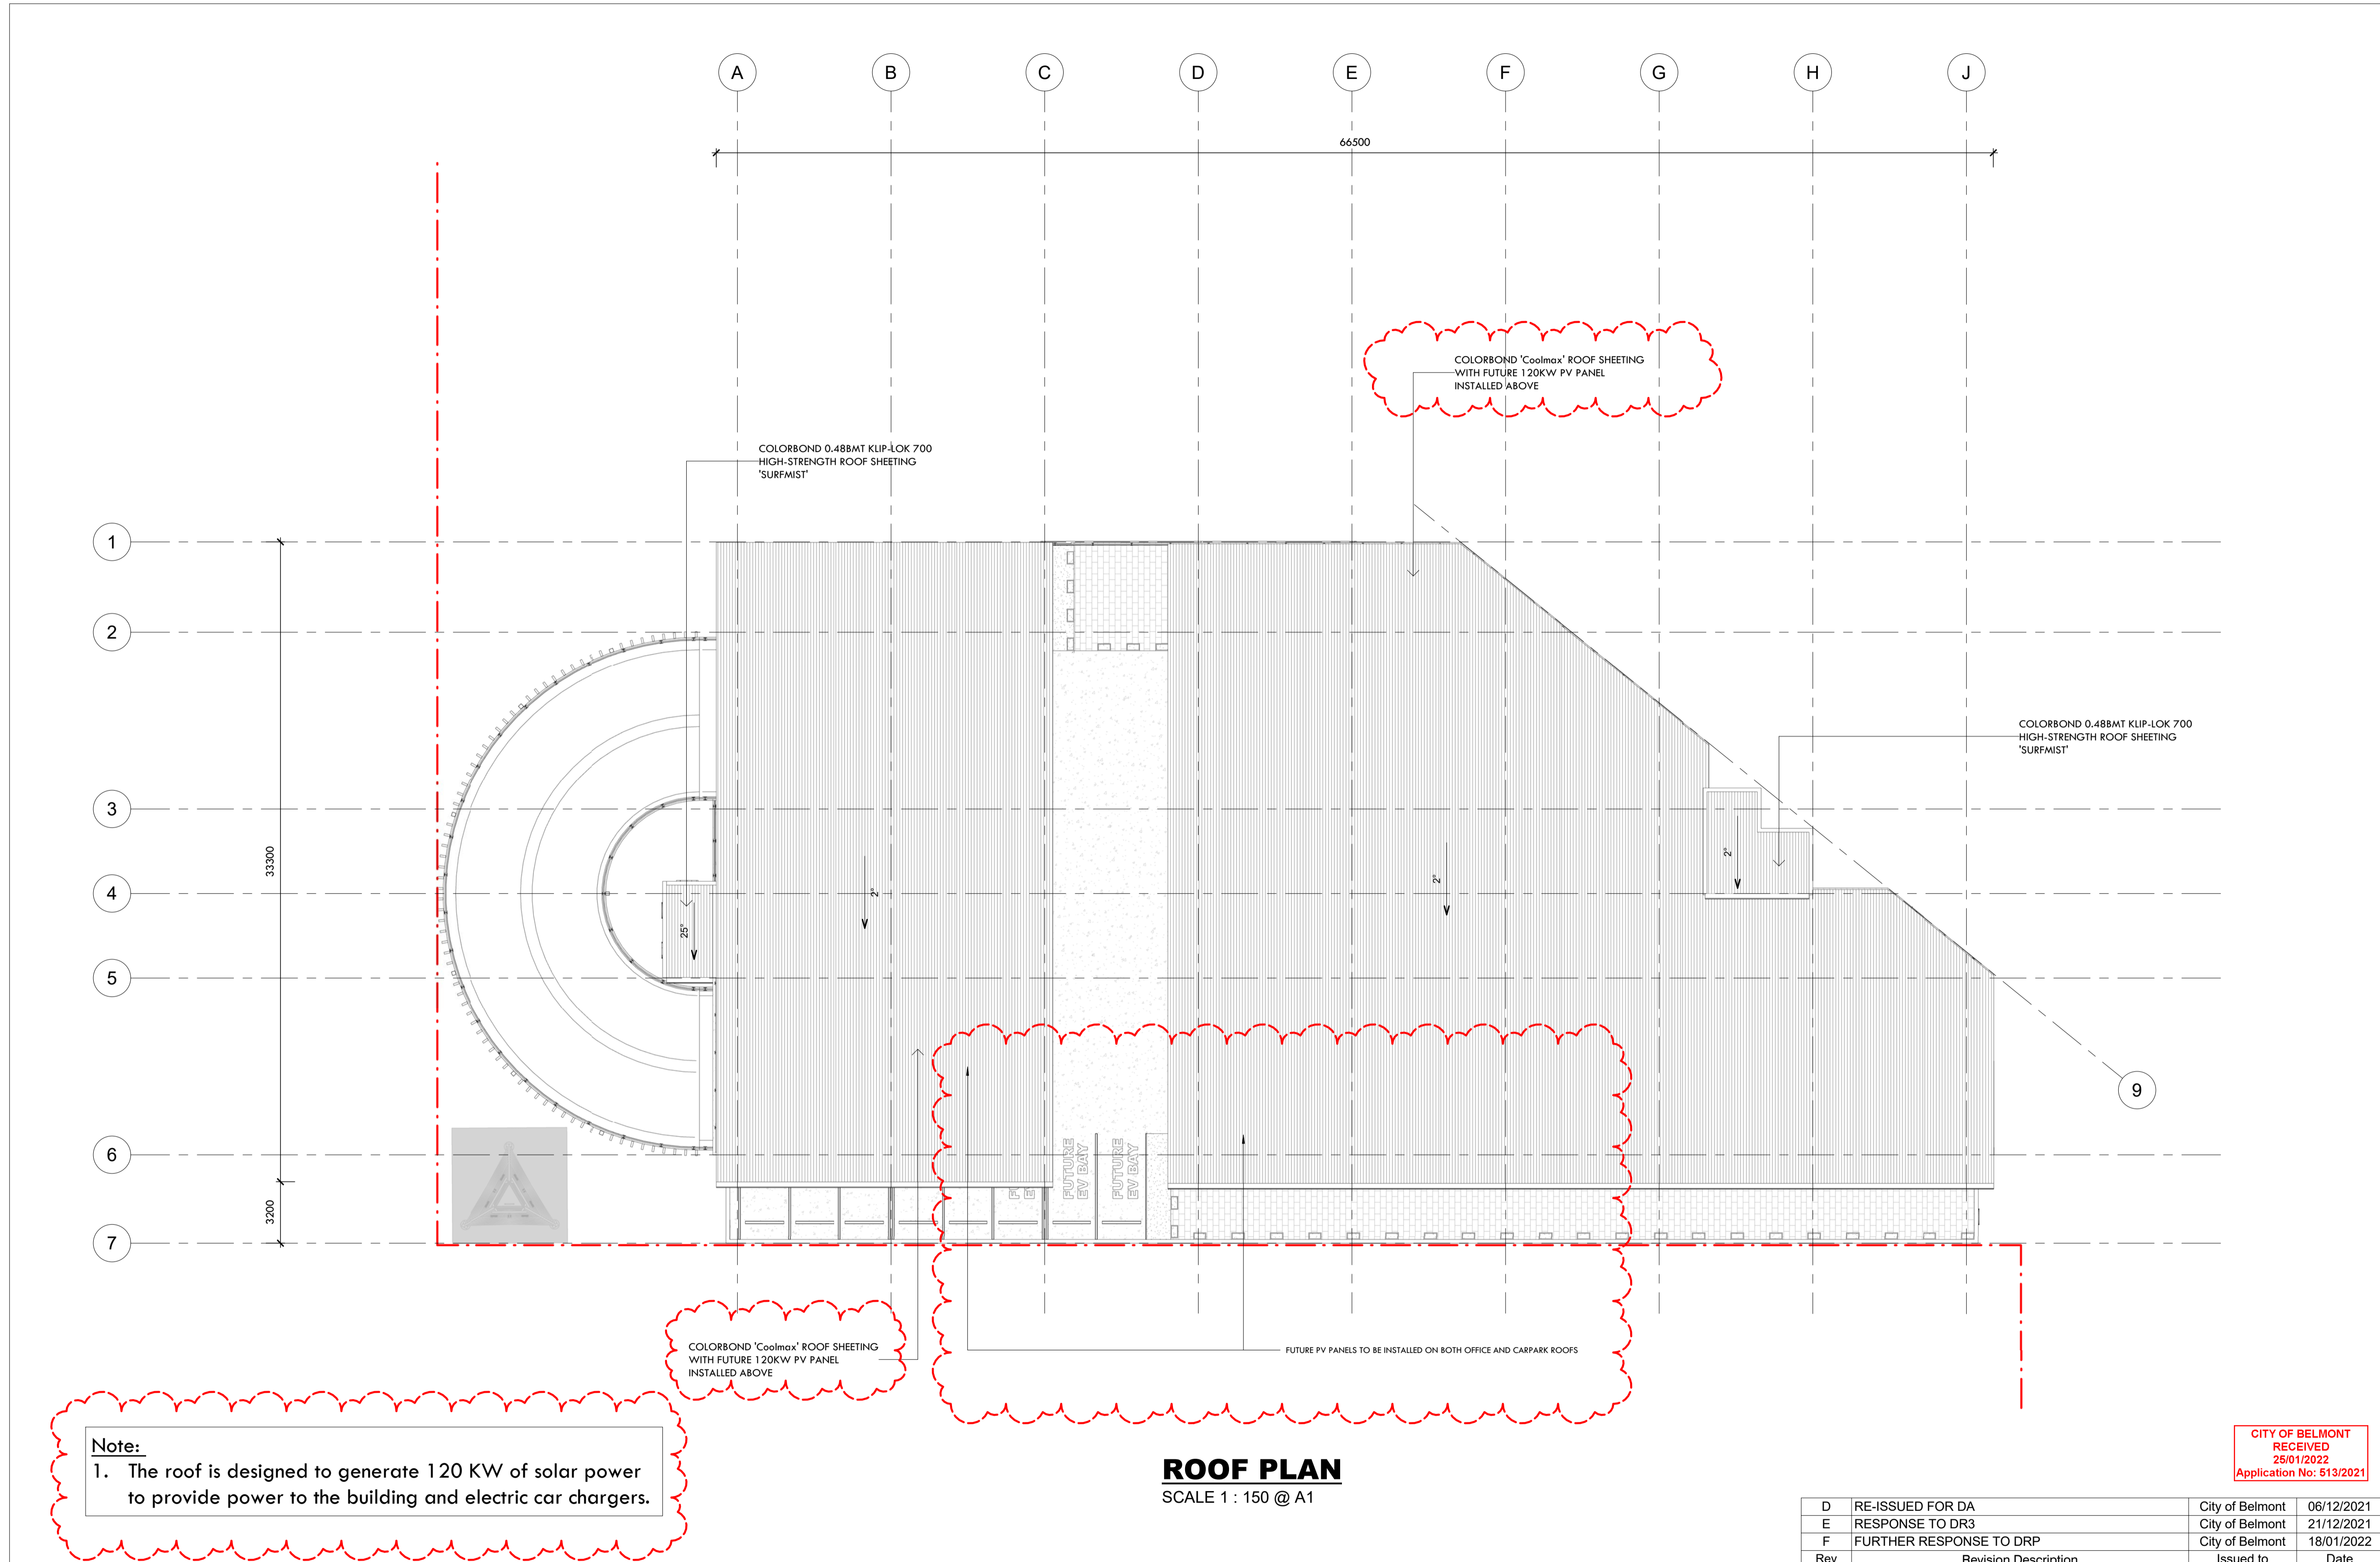 A
B
C
D
E
F
G
H
J
66500
COLORBOND 'Coolmax' ROOF SHEETING
WITH FUTURE 120KW PV PANEL
INSTALLED ABOVE
COLORBOND 0.48BMT KLIP-LOK 700
HIGH-STRENGTH ROOF SHEETING
'SURFMIST'
1
2
COLORBOND 0.48BMT KLIP-LOK 700
HIGH-STRENGTH ROOF SHEETING
'SURFMIST'
3
33300
2°
2°
2°
4
25°
5
9
6
FUTURE
EV BAY
FUTURE
EV BAY
3200
7
COLORBOND 'Coolmax' ROOF SHEETING
WITH FUTURE 120KW PV PANEL
INSTALLED ABOVE
FUTURE PV PANELS TO BE INSTALLED ON BOTH OFFICE AND CARPARK ROOFS
Note:
1. The roof is designed to generate 120 KW of solar power
to provide power to the building and electric car chargers.
ROOF PLAN
SCALE 1 : 150 @ A1
CITY OF BELMONT
RECEIVED
25/01/2022
Application No: 513/2021
D RE-ISSUED FOR DA City of Belmont 06/12/2021
E RESPONSE TO DR3 City of Belmont 21/12/2021
F FURTHER RESPONSE TO DRP City of Belmont 18/01/2022
Rev Revision Description Issued to Date